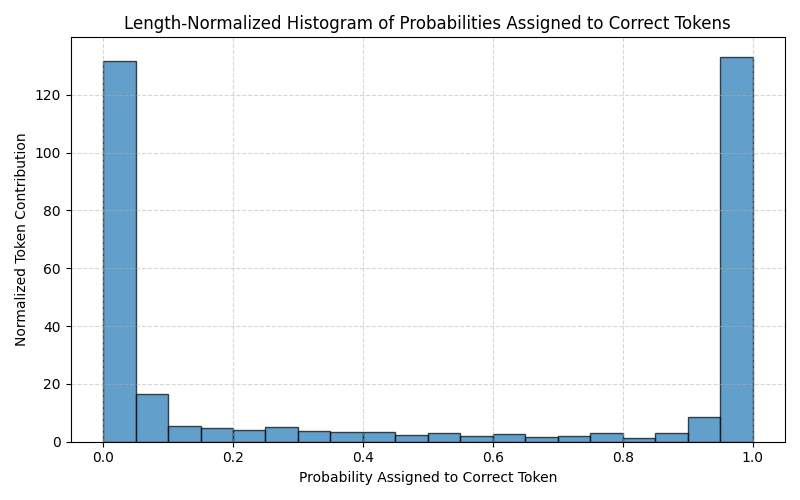 Length-Normalized Histogram of Probabilities Assigned to Correct Tokens
Normalized Token Contribution
120
100
80
60
40
20
0
0.0 0.2 0.4 0.6 0.8 1.0
Probability Assigned to Correct Token